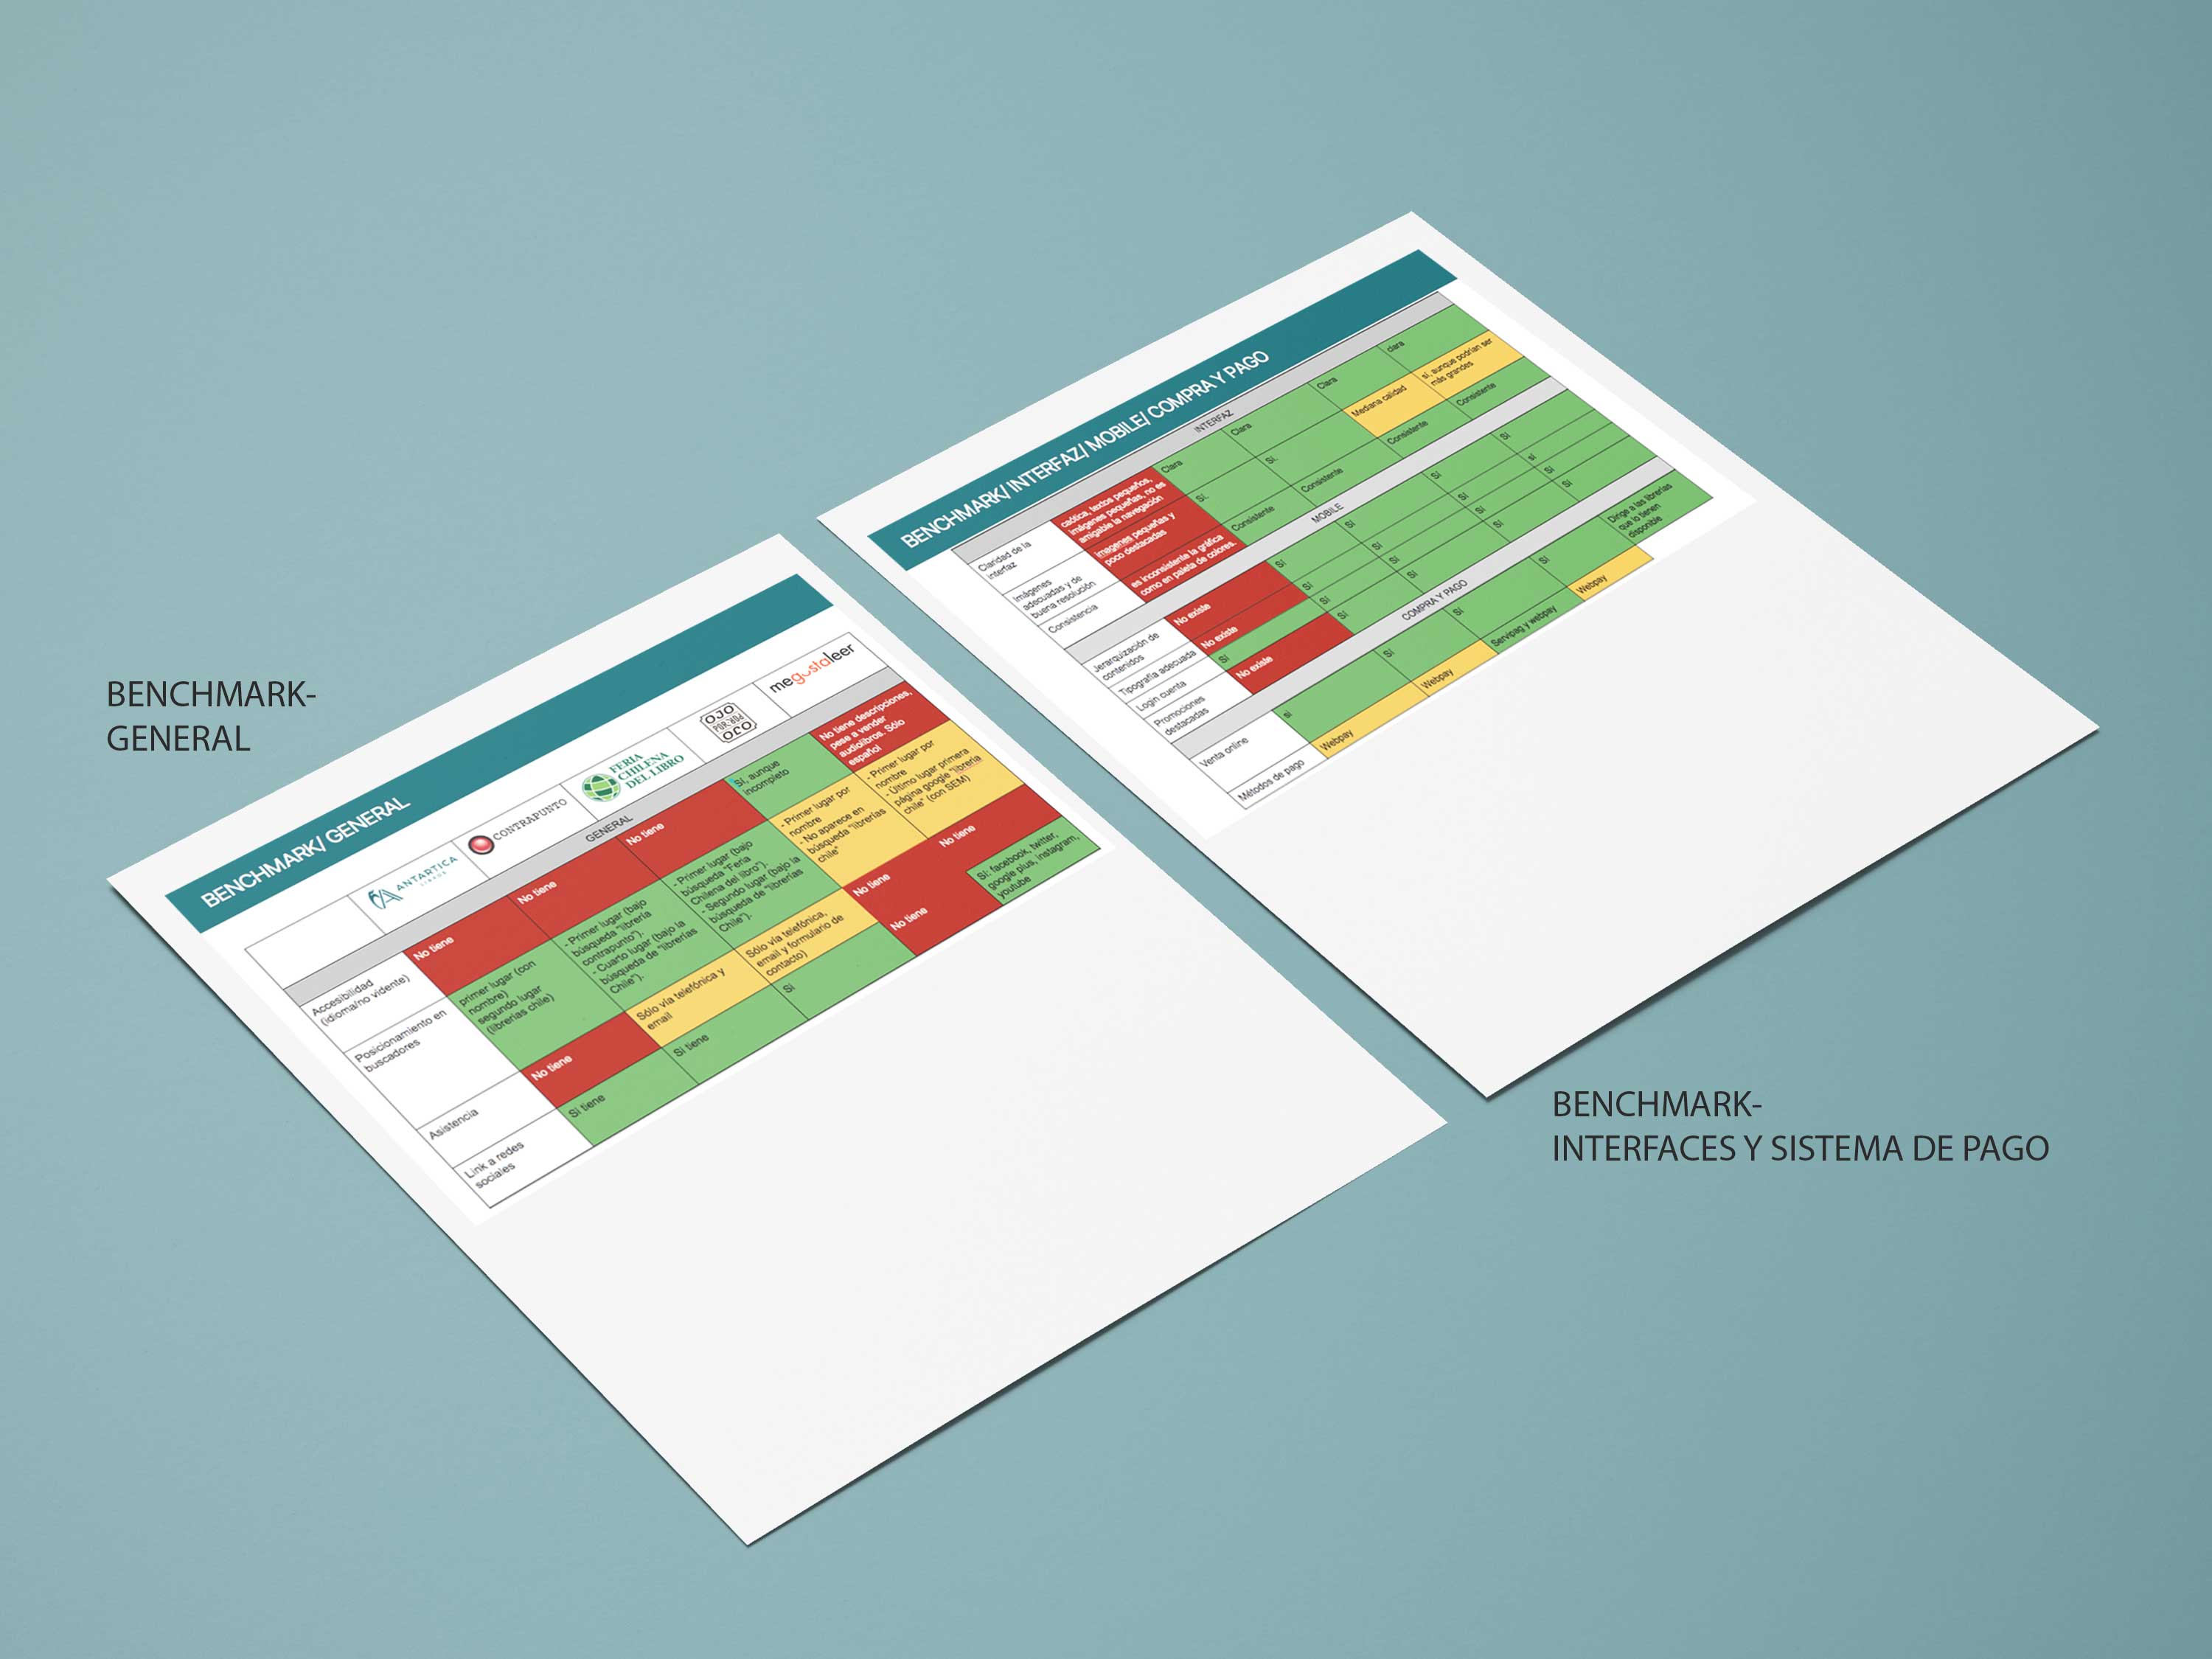 BENCHMARK-
GENERAL
BENCHMARK/ GENERAL
ANTARTICA
LIBROS
CONTRAPUNTO
FERIA
CHILENA
DEL LIBRO
OJO
POR·HOJ
OJO
megustaleer
GENERAL
Accesibilidad
(idioma/no vidente)
No tiene
No tiene
No tiene
Sí, aunque
incompleto
No tiene descripciones,
pese a vender
audiolibros. Sólo
español
Posicionamiento en
buscadores
primer lugar (con
nombre)
segundo lugar
(librerías chile)
- Primer lugar (bajo
búsqueda "librería
contrapunto").
- Cuarto lugar (bajo la
búsqueda de "librerías
Chile").
- Primer lugar (bajo
búsqueda "Feria
Chilena del libro").
- Segundo lugar (bajo la
búsqueda de "librerías
Chile").
- Primer lugar por
nombre
- No aparece en
búsqueda "librerías
chile"
- Primer lugar por
nombre
- Último lugar primera
página google "librería
chile" (con SEM)
Asistencia
No tiene
Sólo vía telefónica y
email
Sólo vía telefónica,
email y formulario de
contacto)
No tiene
No tiene
Link a redes
sociales
Si tiene
Si tiene
Si
No tiene
Sí: facebook, twitter,
google plus, instagram,
youtube
BENCHMARK/ INTERFAZ/ MOBILE/ COMPRA Y PAGO
INTERFAZ
Claridad de la
interfaz
caótica, textos pequeños,
imágenes pequeñas, no es
amigable la navegación
Clara
Clara
Clara
clara
Imágenes
adecuadas y de
buena resolución
imágenes pequeñas y
poco destacadas
Sí.
Sí.
Mediana calidad
sí, aunque podrían ser
más grandes
Consistencia
es inconsistente la gráfica
como en paleta de colores.
Consistente
Consistente
Consistente
Consistente
MOBILE
Jerarquización de
contenidos
No existe
Sí
Sí
Sí
Sí
Tipografía adecuada
No existe
Sí
Sí
Sí
sí
Login cuenta
Sí
Sí
Sí
Sí
Sí
Promociones
destacadas
No existe
Sí
Sí
Sí
Sí
COMPRA Y PAGO
Venta online
si
Sí
Sí
Sí
Dirige a las librerías
que lo tienen
disponible
Métodos de pago
Webpay
Webpay
Servipag y webpay
Webpay
BENCHMARK-
INTERFACES Y SISTEMA DE PAGO